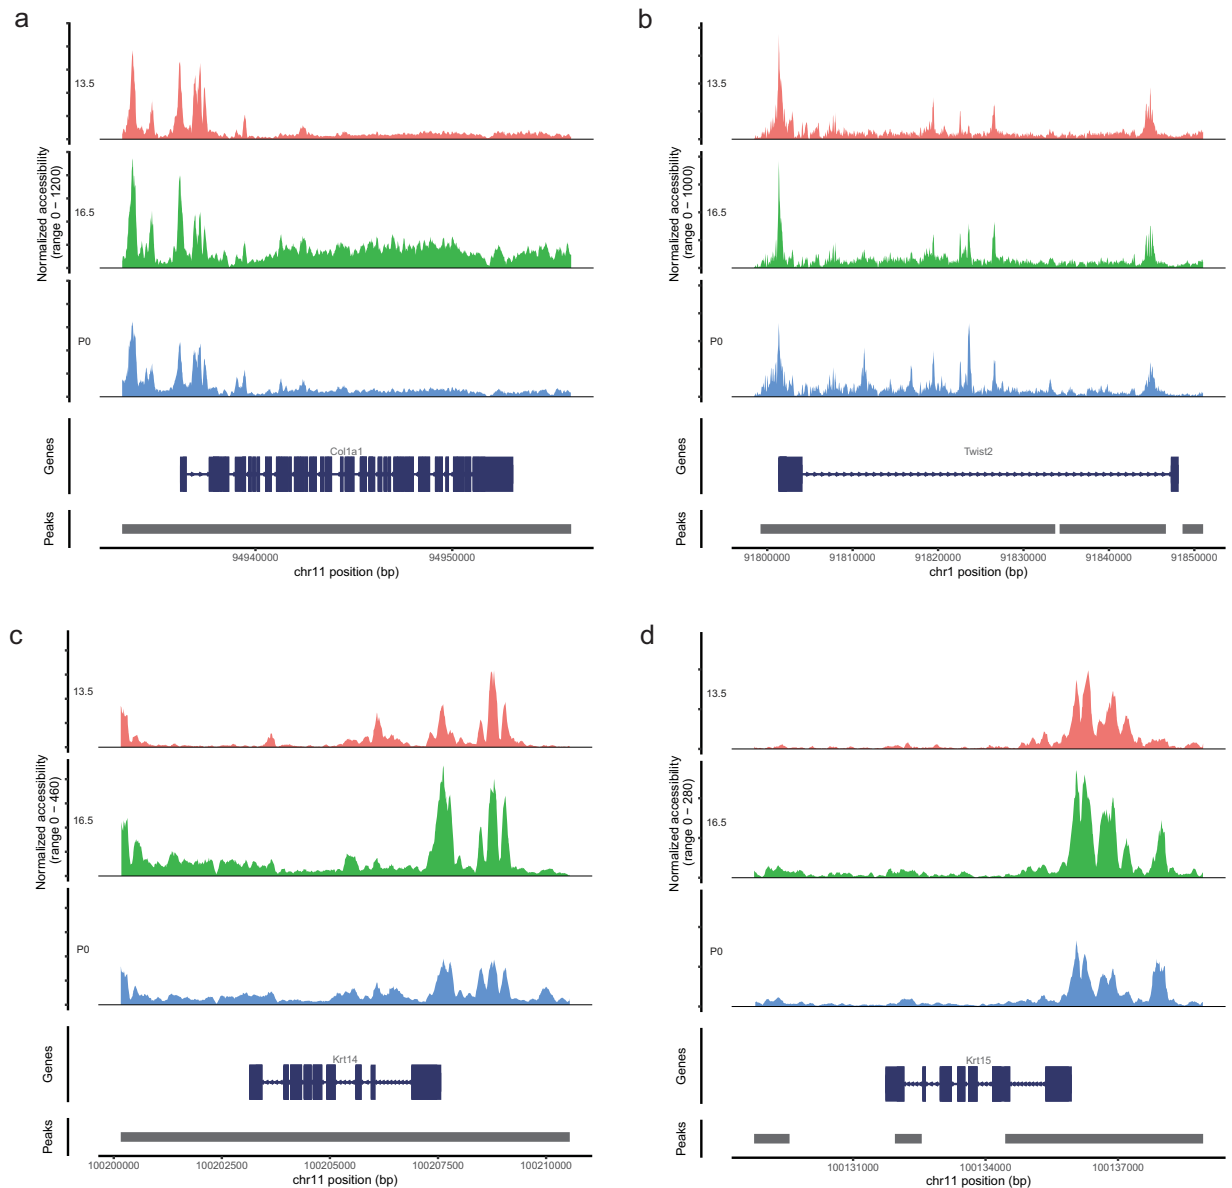 a
Normalized accessibility
(range 0 – 1200)
13.5
16.5
P0
Genes
Col1a1
Peaks
94940000 94950000
chr11 position (bp)
b
Normalized accessibility
(range 0 – 1000)
13.5
16.5
P0
Genes
Twist2
Peaks
91800000 91810000 91820000 91830000 91840000 91850000
chr1 position (bp)
c
Normalized accessibility
(range 0 – 460)
13.5
16.5
P0
Genes
Krt14
Peaks
100200000 100202500 100205000 100207500 100210000
chr11 position (bp)
d
Normalized accessibility
(range 0 – 280)
13.5
16.5
P0
Genes
Krt15
Peaks
100131000 100134000 100137000
chr11 position (bp)